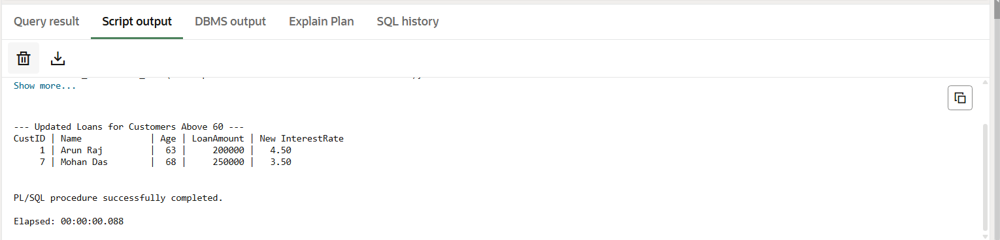 Query result Script output DBMS output Explain Plan SQL history
Show more...
--- Updated Loans for Customers Above 60 ---
CustID | Name             | Age | LoanAmount | New InterestRate
     1 | Arun Raj         |  63 |     200000 |   4.50
     7 | Mohan Das        |  68 |     250000 |   3.50
PL/SQL procedure successfully completed.
Elapsed: 00:00:00.088